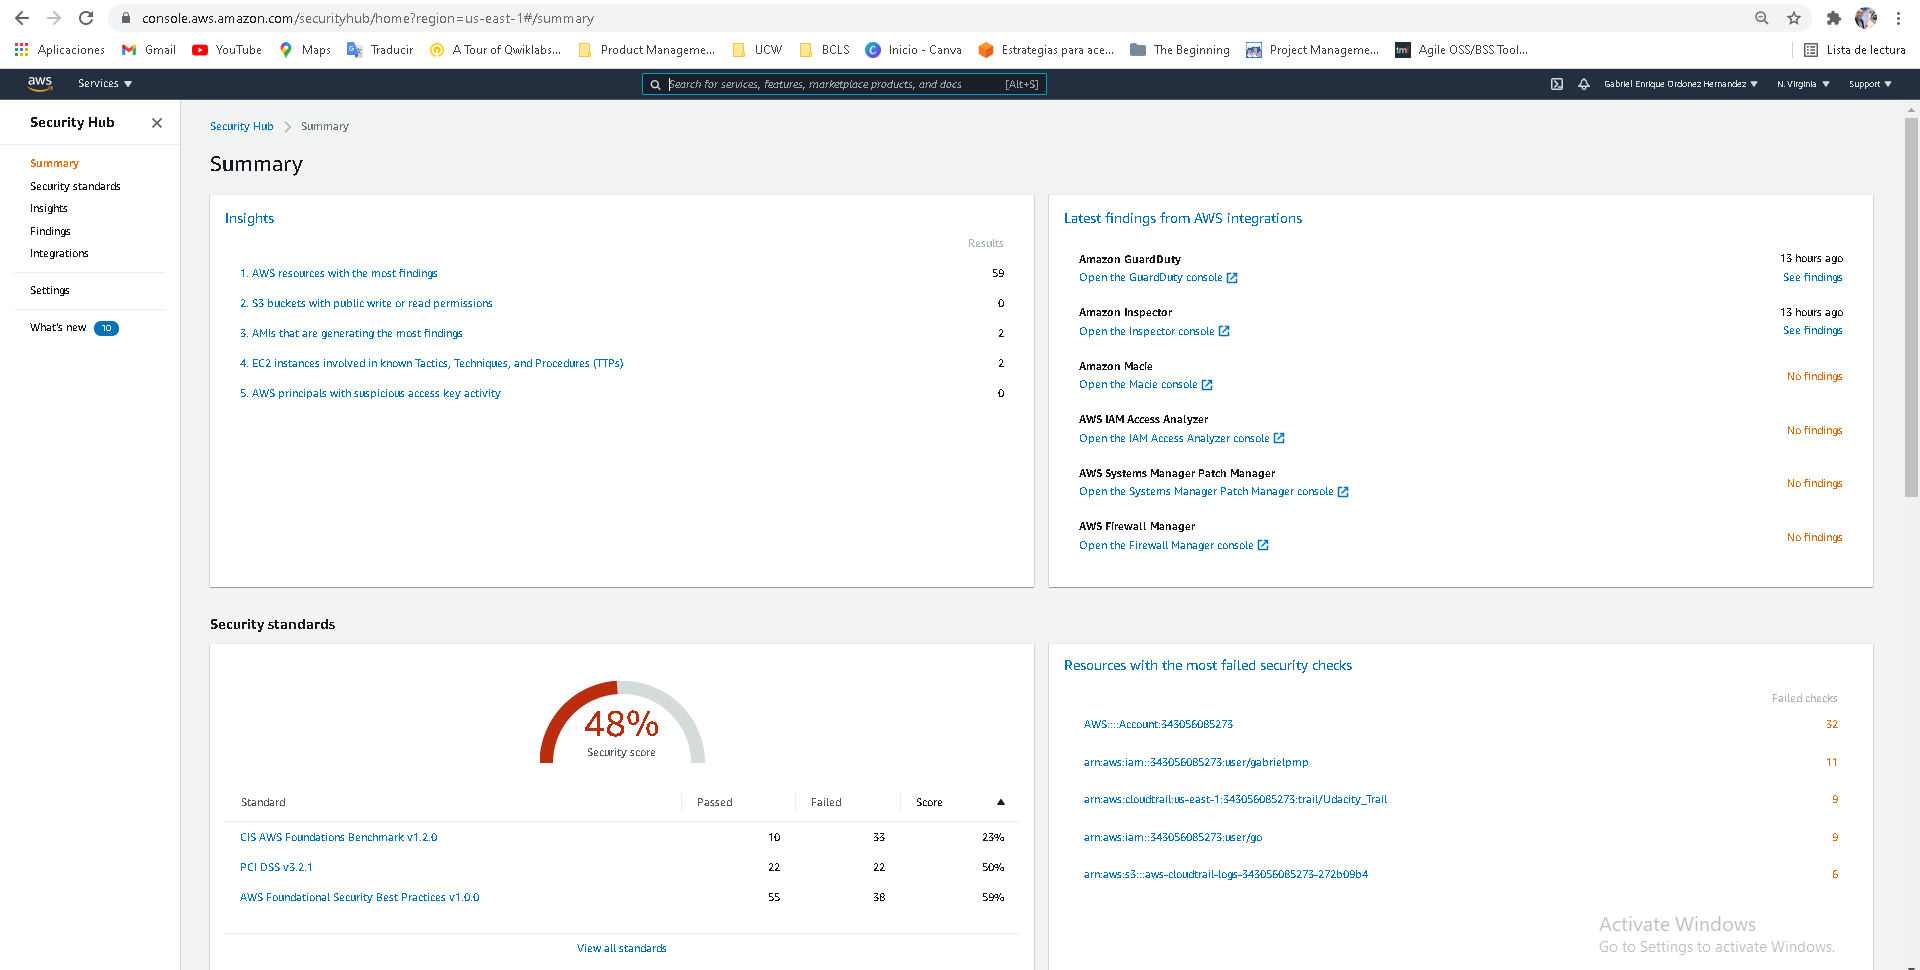 console.aws.amazon.com/securityhub/home?region=us-east-1#/summary
Aplicaciones Gmail YouTube Maps Traducir A Tour of Qwiklabs... Product Manageme... UCW BCLS Inicio - Canva Estrategias para ace... The Beginning Project Manageme... tmf Agile OSS/BSS Tool... Lista de lectura
aws Services ▼ Search for services, features, marketplace products, and docs [Alt+S] Gabriel Enrique Ordonez Hernandez ▼ N. Virginia ▼ Support ▼
Security Hub
Summary
Security standards
Insights
Findings
Integrations
Settings
What's new 10
Security Hub > Summary
Summary
Insights
Results
1. AWS resources with the most findings 59
2. S3 buckets with public write or read permissions 0
3. AMIs that are generating the most findings 2
4. EC2 instances involved in known Tactics, Techniques, and Procedures (TTPs) 2
5. AWS principals with suspicious access key activity 0
Latest findings from AWS integrations
Amazon GuardDuty 13 hours ago
Open the GuardDuty console See findings
Amazon Inspector 13 hours ago
Open the Inspector console See findings
Amazon Macie
Open the Macie console No findings
AWS IAM Access Analyzer
Open the IAM Access Analyzer console No findings
AWS Systems Manager Patch Manager
Open the Systems Manager Patch Manager console No findings
AWS Firewall Manager
Open the Firewall Manager console No findings
Security standards
48%
Security score
Standard Passed Failed Score ▲
CIS AWS Foundations Benchmark v1.2.0 10 33 23%
PCI DSS v3.2.1 22 22 50%
AWS Foundational Security Best Practices v1.0.0 55 38 59%
View all standards
Resources with the most failed security checks
Failed checks
AWS::::Account:343056085273 32
arn:aws:iam::343056085273:user/gabrielpmp 11
arn:aws:cloudtrail:us-east-1:343056085273:trail/Udacity_Trail 9
arn:aws:iam::343056085273:user/go 9
arn:aws:s3:::aws-cloudtrail-logs-343056085273-272b09b4 6
Activate Windows
Go to Settings to activate Windows.